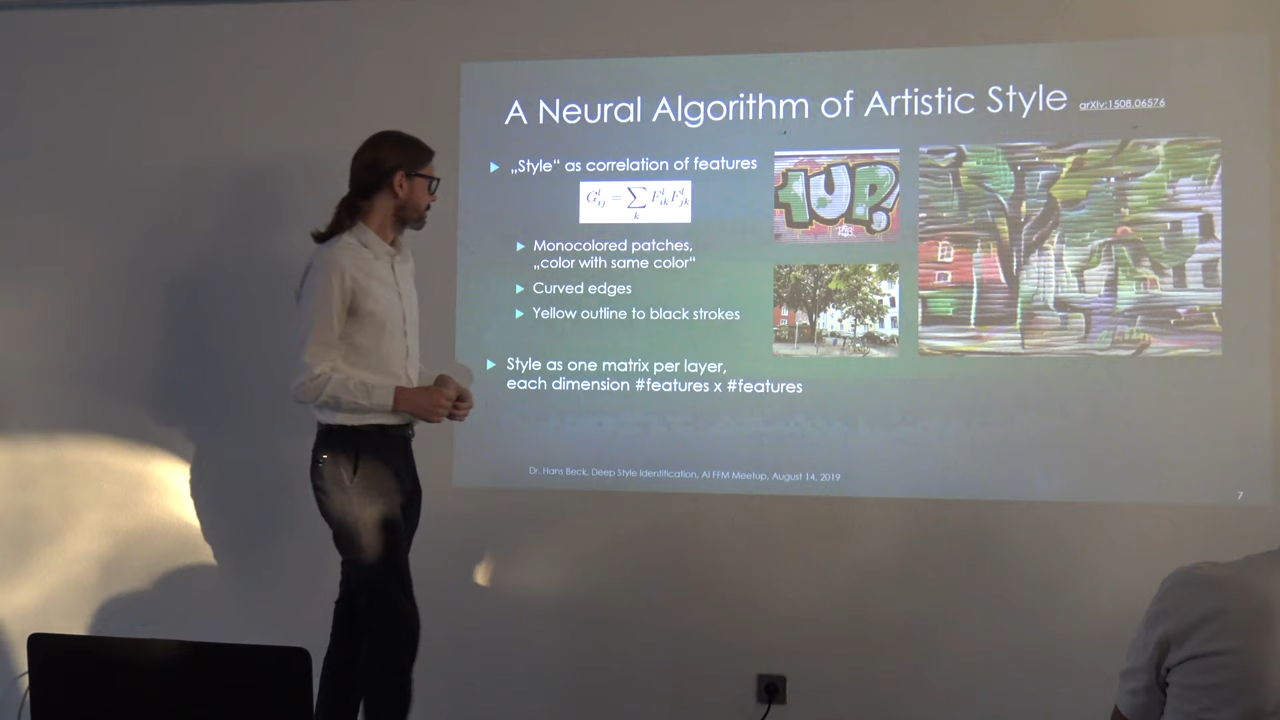 A Neural Algorithm of Artistic Style arXiv:1508.06576
„Style“ as correlation of features
G^l_{ij} = \sum_k F^l_{ik} F^l_{jk}
Monocolored patches,
„color with same color“
Curved edges
Yellow outline to black strokes
Style as one matrix per layer,
each dimension #features x #features
1UP
Dr. Hans Beck, Deep Style Identification, AI FFM Meetup, August 14, 2019
7